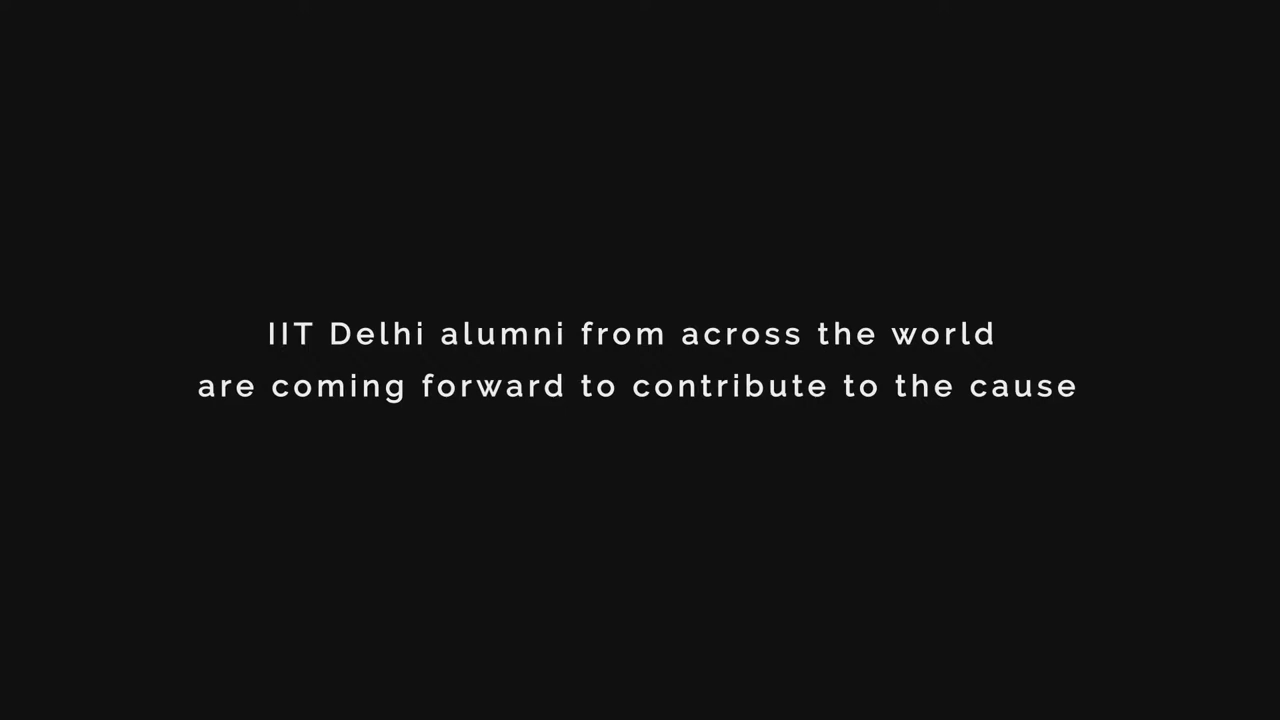 IIT Delhi alumni from across the world
are coming forward to contribute to the cause